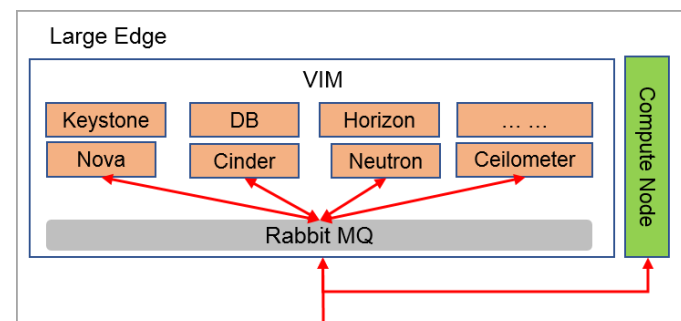 Large Edge
VIM
Keystone
DB
Horizon
... ...
Nova
Cinder
Neutron
Ceilometer
Rabbit MQ
Compute Node